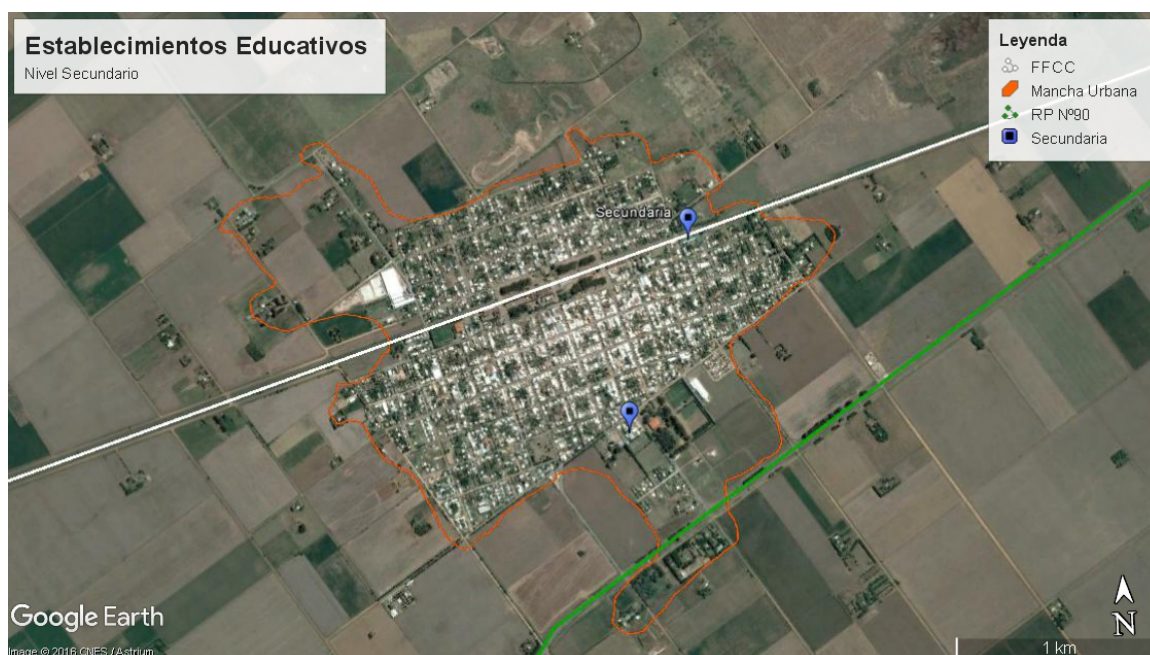 Establecimientos Educativos
Nivel Secundario
Leyenda
FFCC
Mancha Urbana
RP Nº90
Secundaria
Secundaria
Google Earth
N
Image © 2016 CNES / Astrium
1 km